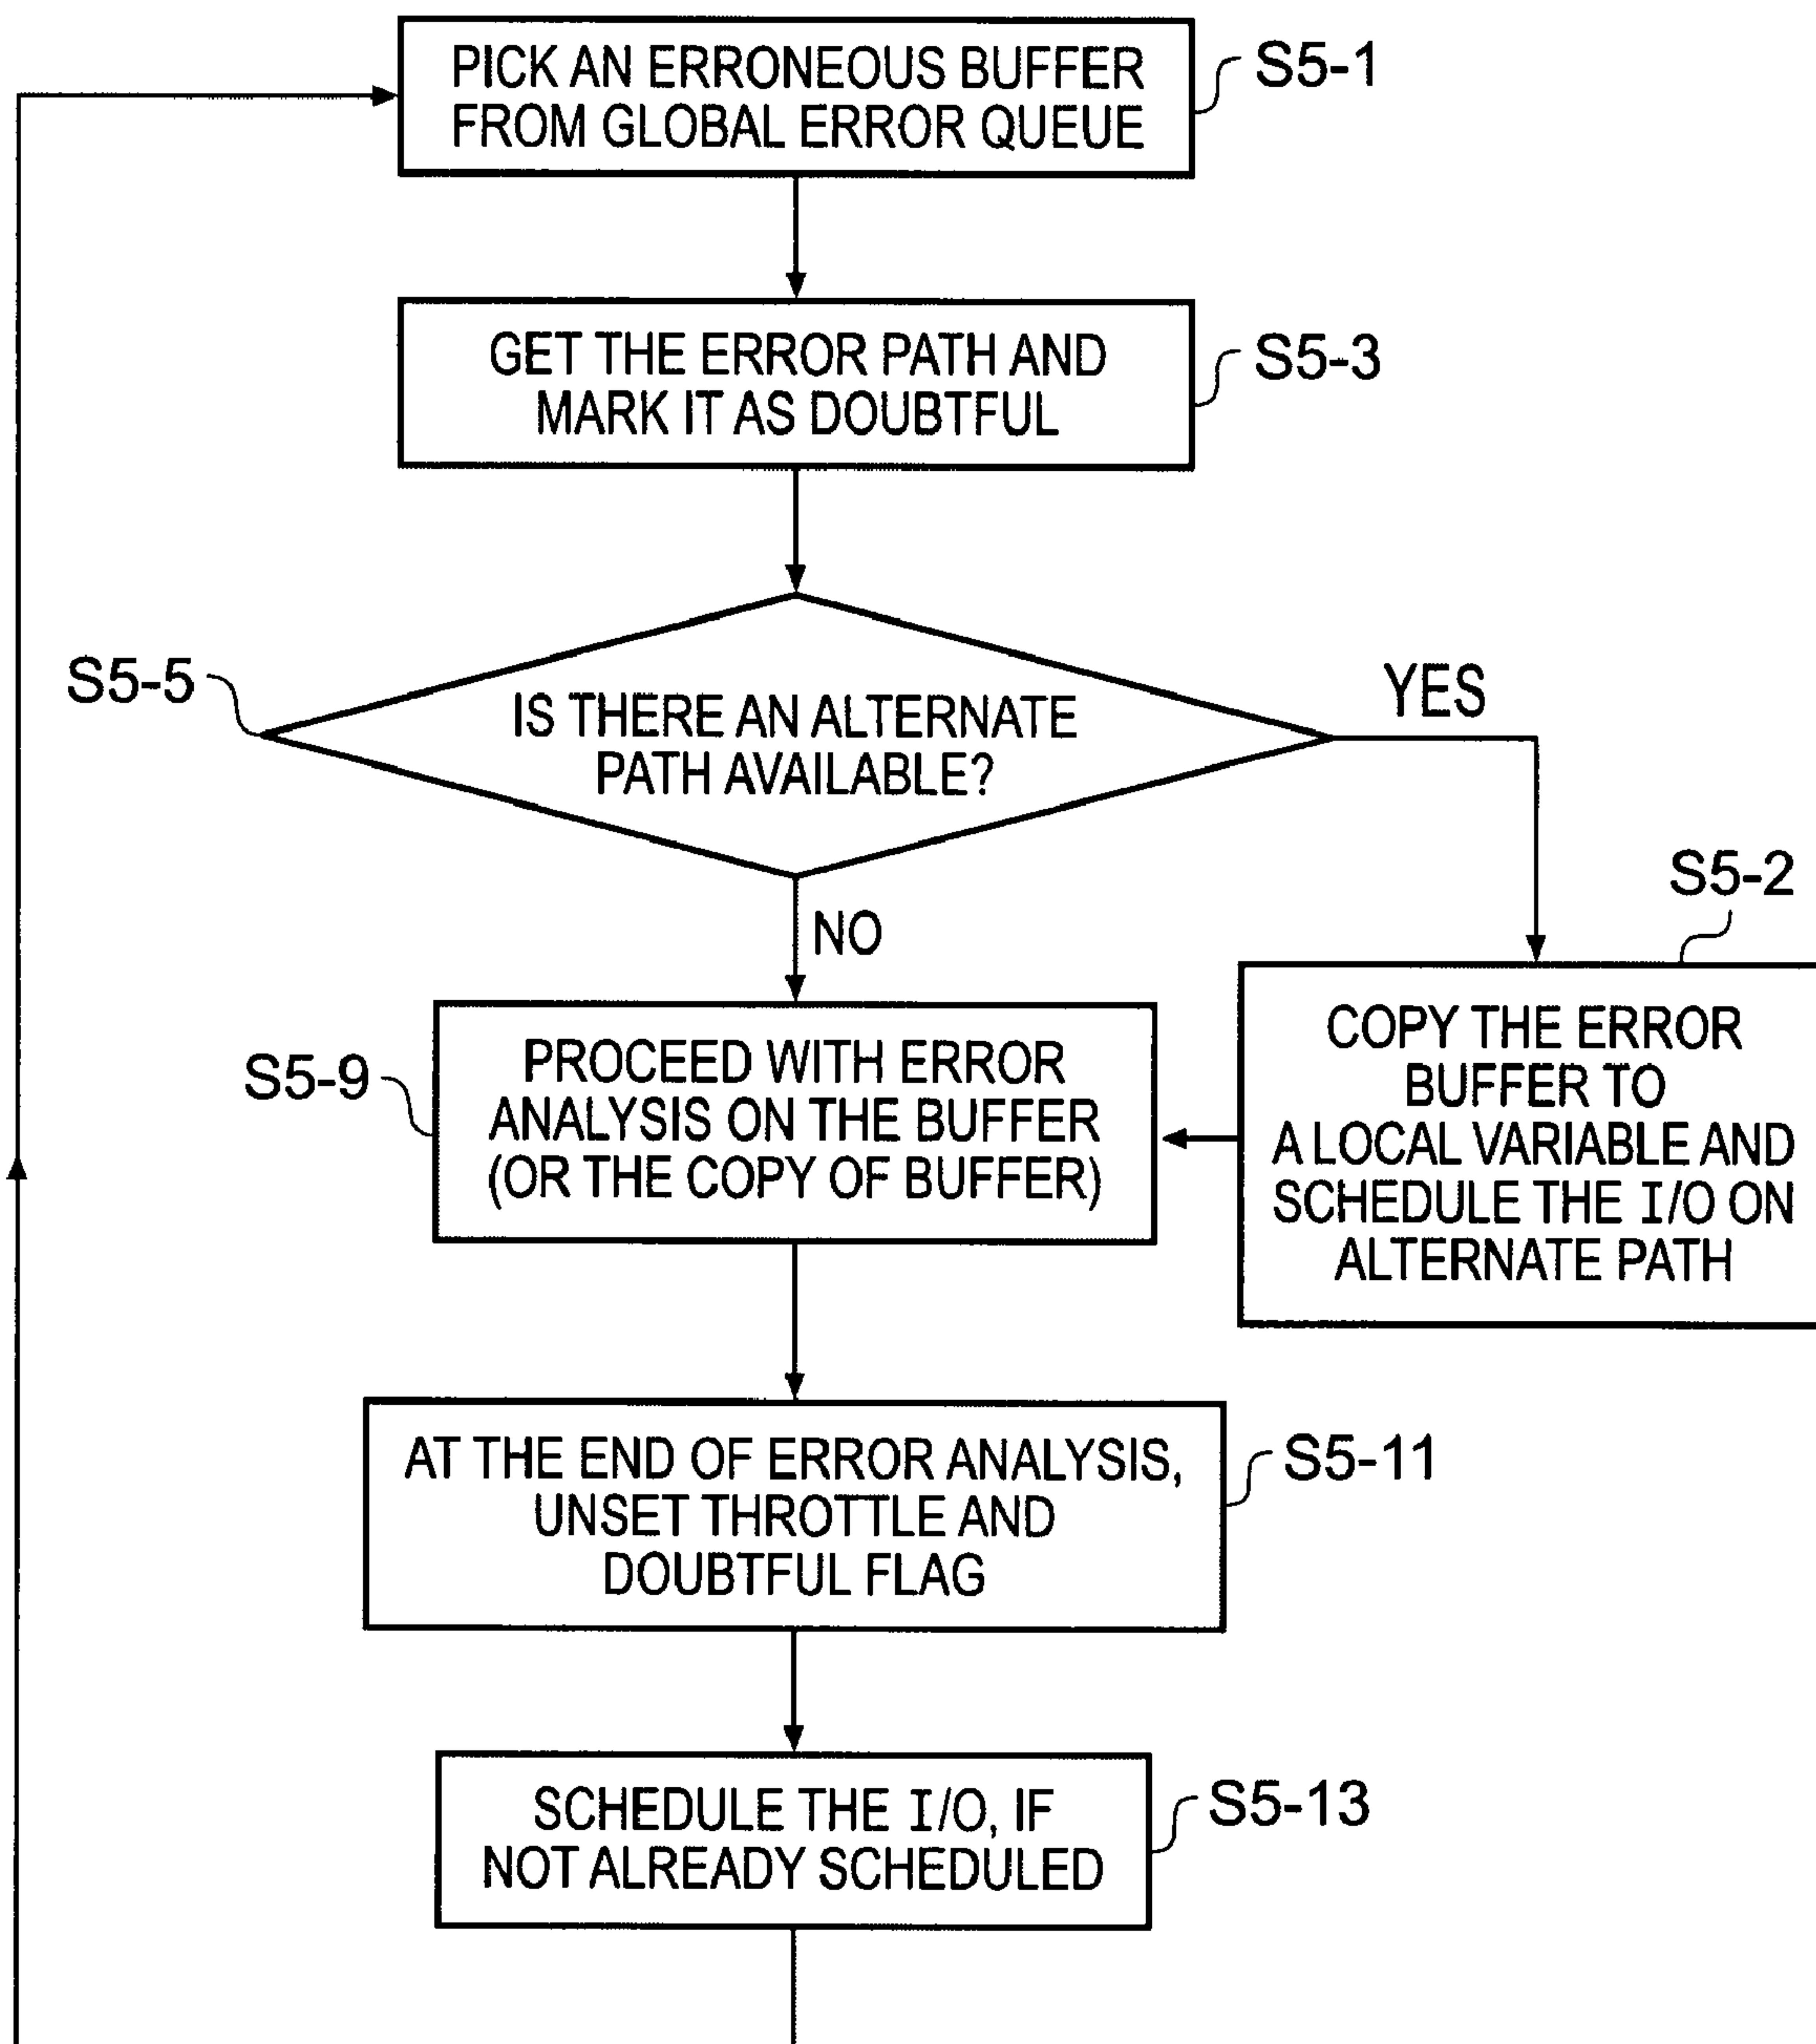 PICK AN ERRONEOUS BUFFER
FROM GLOBAL ERROR QUEUE
S5-1
GET THE ERROR PATH AND
MARK IT AS DOUBTFUL
S5-3
S5-5
IS THERE AN ALTERNATE
PATH AVAILABLE?
YES
NO
S5-2
COPY THE ERROR
BUFFER TO
A LOCAL VARIABLE AND
SCHEDULE THE I/O ON
ALTERNATE PATH
S5-9
PROCEED WITH ERROR
ANALYSIS ON THE BUFFER
(OR THE COPY OF BUFFER)
AT THE END OF ERROR ANALYSIS,
UNSET THROTTLE AND
DOUBTFUL FLAG
S5-11
SCHEDULE THE I/O, IF
NOT ALREADY SCHEDULED
S5-13